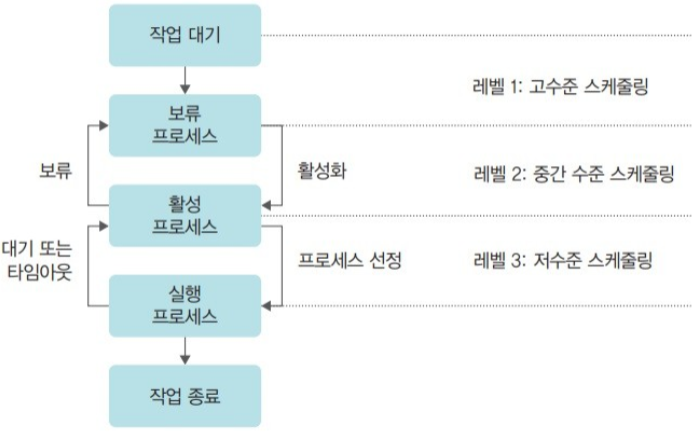 작업 대기
레벨 1: 고수준 스케줄링
보류
프로세스
보류
활성화
레벨 2: 중간 수준 스케줄링
활성
프로세스
대기 또는
타임아웃
프로세스 선정
레벨 3: 저수준 스케줄링
실행
프로세스
작업 종료